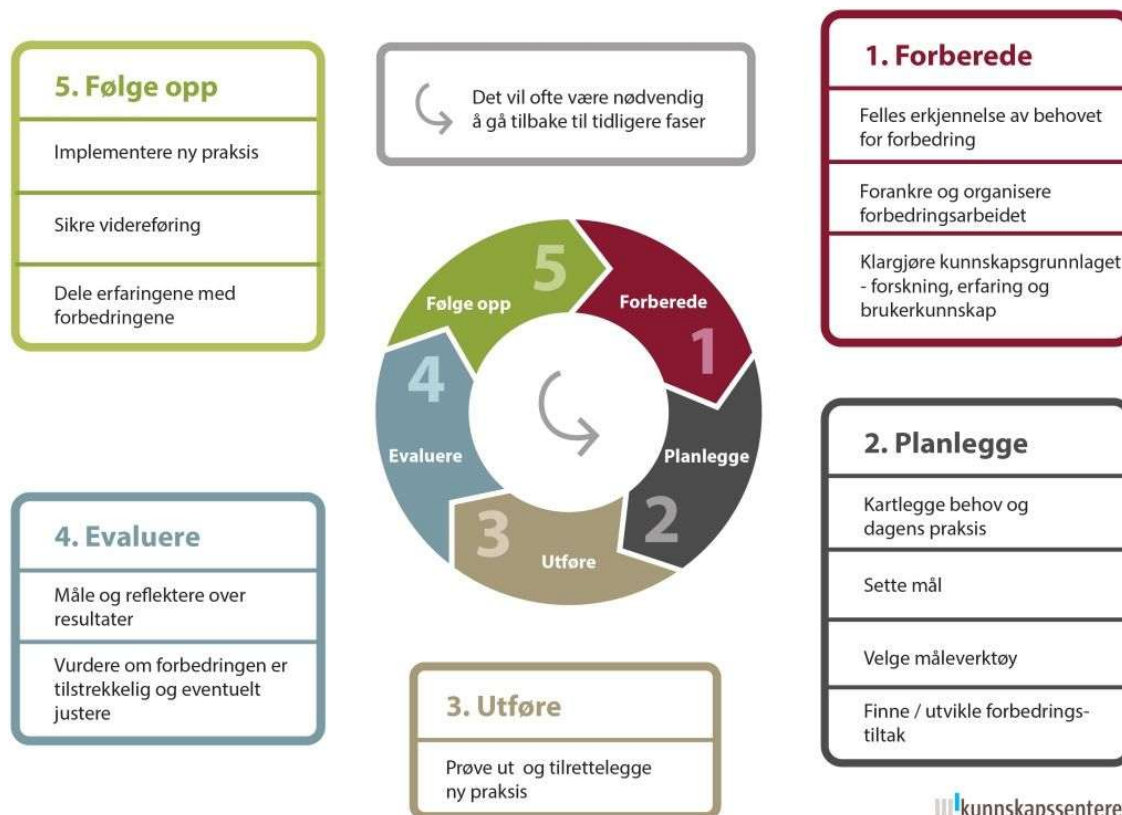 5. Følge opp
Implementere ny praksis
Sikre videreføring
Dele erfaringene med
forbedringene
Det vil ofte være nødvendig
å gå tilbake til tidligere faser
1. Forberede
Felles erkjennelse av behovet
for forbedring
Forankre og organisere
forbedringsarbeidet
Klargjøre kunnskapsgrunnlaget
- forskning, erfaring og
brukerkunnskap
5
Følge opp
Forberede
1
4
Evaluere
Planlegge
2
3
Utføre
2. Planlegge
Kartlegge behov og
dagens praksis
Sette mål
Velge måleverktøy
Finne / utvikle forbedrings-
tiltak
4. Evaluere
Måle og reflektere over
resultater
Vurdere om forbedringen er
tilstrekkelig og eventuelt
justere
3. Utføre
Prøve ut og tilrettelegge
ny praksis
kunnskapssentere